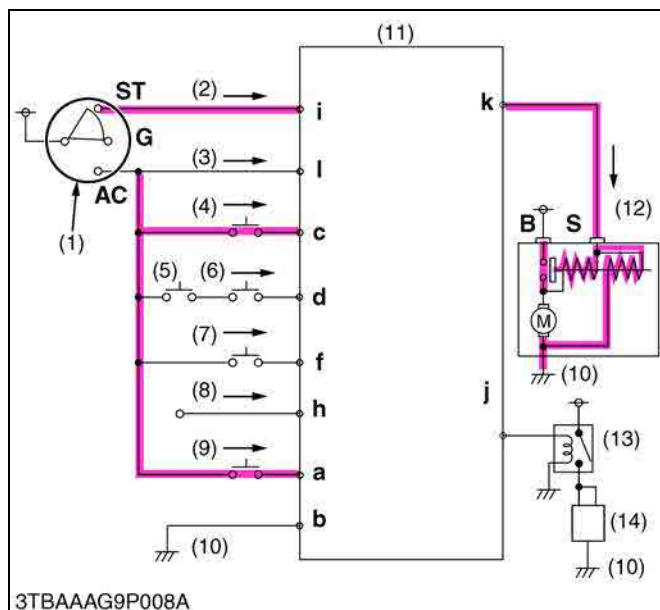 (11)
ST
(2)
i
k
G
(3)
l
AC
(4)
(1)
c
B
S
(12)
(5)
(6)
d
M
(7)
f
(10)
(8)
h
j
(9)
a
(13)
b
(10)
(14)
(10)
3TBAAAG9P008A